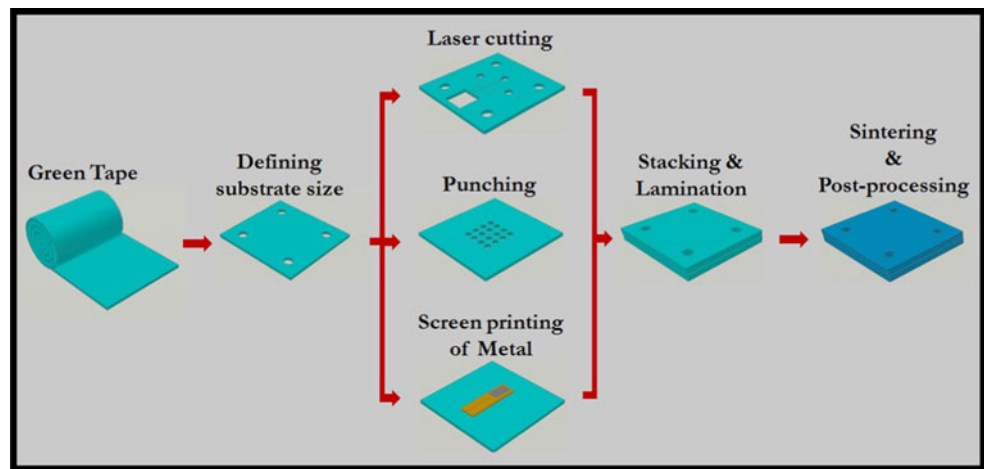 Green Tape
Defining
substrate size
Laser cutting
Punching
Screen printing
of Metal
Stacking &
Lamination
Sintering
&
Post-processing